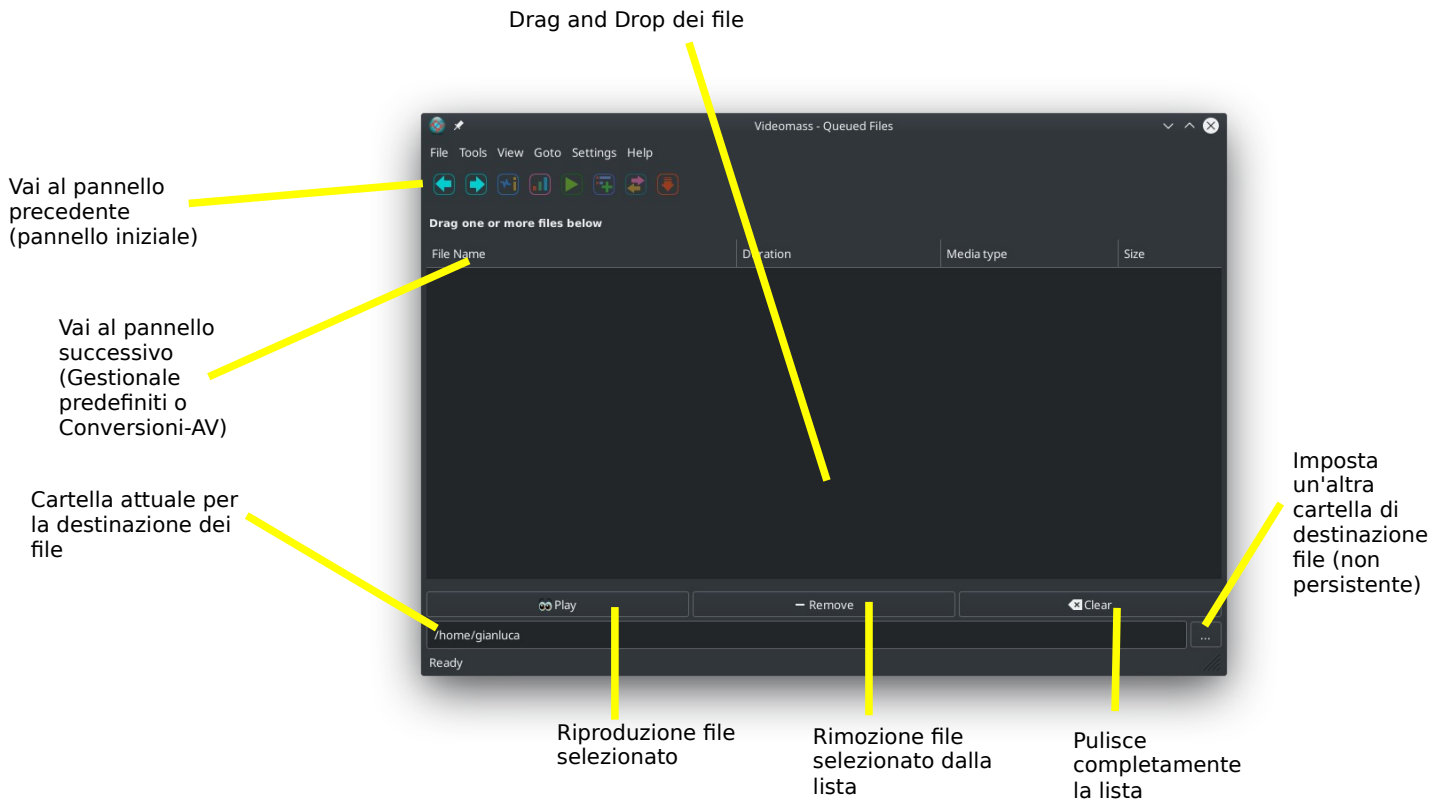 Drag and Drop dei file
Videomass - Queued Files
File Tools View Goto Settings Help
Vai al pannello
precedente
(pannello iniziale)
Drag one or more files below
File Name Duration Media type Size
Vai al pannello
successivo
(Gestionale
predefiniti o
Conversioni-AV)
Cartella attuale per
la destinazione dei
file
Imposta
un'altra
cartella di
destinazione
file (non
persistente)
Play Remove Clear
/home/gianluca ...
Ready
Riproduzione file
selezionato
Rimozione file
selezionato dalla
lista
Pulisce
completamente
la lista